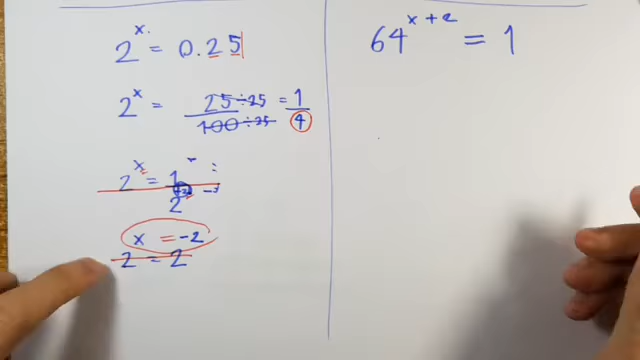 2^x = 0.25
2^x = 25÷25 / 100÷25 = 1/4
2^x = 1 / 2
x = -2
2 = 2
64^(x+2) = 1